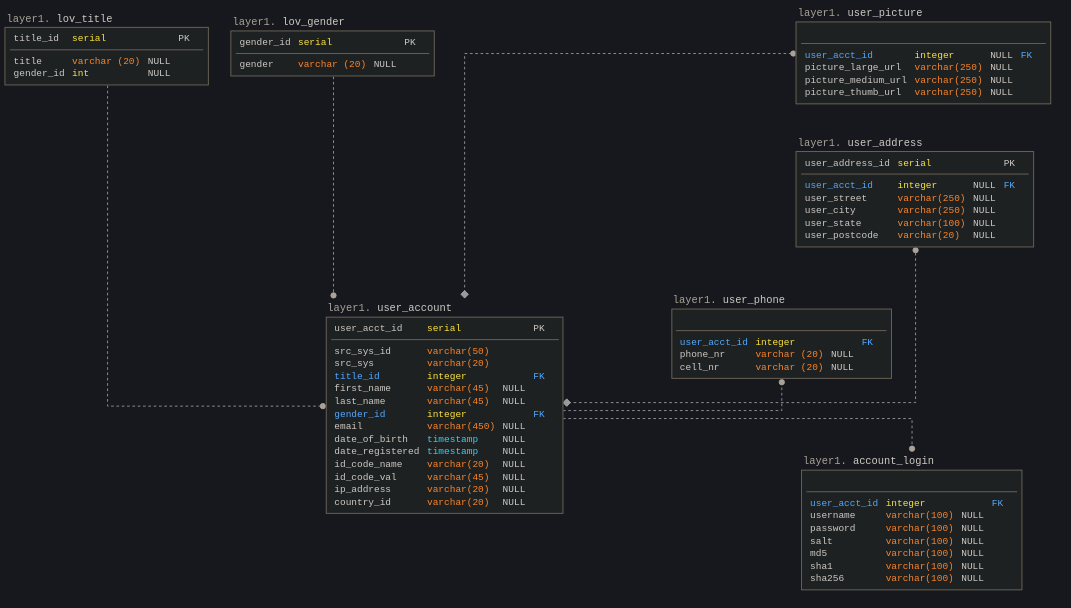 layer1. lov_title
title_id serial PK
title varchar (20) NULL
gender_id int NULL
layer1. lov_gender
gender_id serial PK
gender varchar (20) NULL
layer1. user_picture
user_acct_id integer NULL FK
picture_large_url varchar(250) NULL
picture_medium_url varchar(250) NULL
picture_thumb_url varchar(250) NULL
layer1. user_address
user_address_id serial PK
user_acct_id integer NULL FK
user_street varchar(250) NULL
user_city varchar(250) NULL
user_state varchar(100) NULL
user_postcode varchar(20) NULL
layer1. user_account
user_acct_id serial PK
src_sys_id varchar(50)
src_sys varchar(20)
title_id integer FK
first_name varchar(45) NULL
last_name varchar(45) NULL
gender_id integer FK
email varchar(450) NULL
date_of_birth timestamp NULL
date_registered timestamp NULL
id_code_name varchar(20) NULL
id_code_val varchar(45) NULL
ip_address varchar(20) NULL
country_id varchar(20) NULL
layer1. user_phone
user_acct_id integer FK
phone_nr varchar (20) NULL
cell_nr varchar (20) NULL
layer1. account_login
user_acct_id integer FK
username varchar(100) NULL
password varchar(100) NULL
salt varchar(100) NULL
md5 varchar(100) NULL
sha1 varchar(100) NULL
sha256 varchar(100) NULL